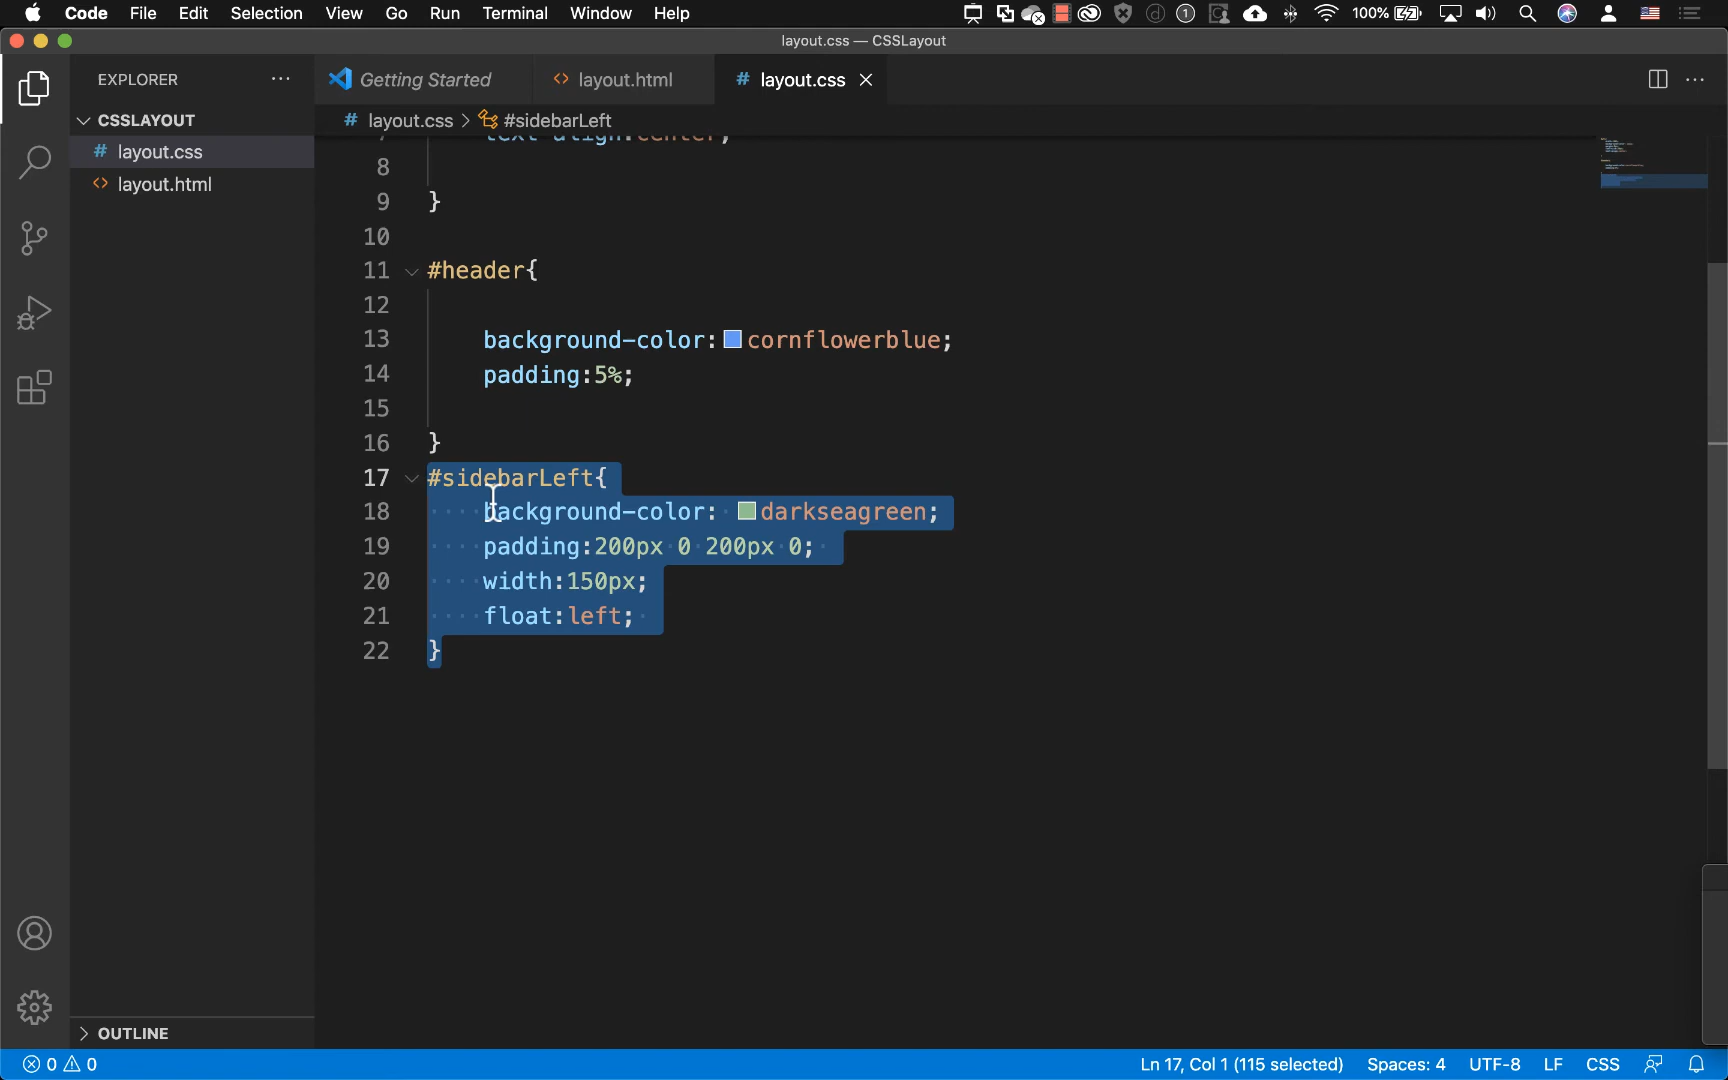 Code File Edit Selection View Go Run Terminal Window Help 100%
layout.css — CSSLayout
EXPLORER
Getting Started
layout.html
# layout.css
CSSLAYOUT
# layout.css > #sidebarLeft
# layout.css
<> layout.html
text-align:center;
8
9 }
10
11 #header{
12
13 background-color: cornflowerblue;
14 padding:5%;
15
16 }
17 #sidebarLeft{
18 background-color: darkseagreen;
19 padding:200px 0 200px 0;
20 width:150px;
21 float:left;
22 }
OUTLINE
0 0
Ln 17, Col 1 (115 selected) Spaces: 4 UTF-8 LF CSS